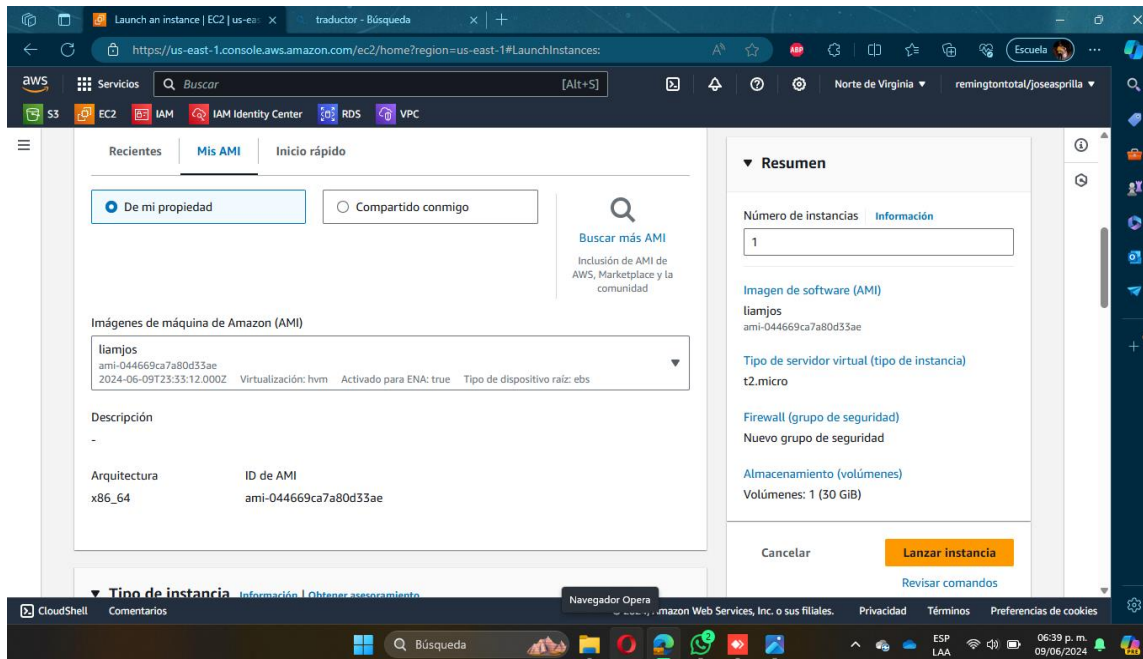 Launch an instance | EC2 | us-eas
traductor - Búsqueda
https://us-east-1.console.aws.amazon.com/ec2/home?region=us-east-1#LaunchInstances:
ABP
Escuela
aws
Servicios
Buscar
[Alt+S]
Norte de Virginia
remingtontotal/joseasprilla
S3
EC2
IAM
IAM Identity Center
RDS
VPC
Recientes
Mis AMI
Inicio rápido
De mi propiedad
Compartido conmigo
Buscar más AMI
Inclusión de AMI de
AWS, Marketplace y la
comunidad
Imágenes de máquina de Amazon (AMI)
liamjos
ami-044669ca7a80d33ae
2024-06-09T23:33:12.000Z Virtualización: hvm Activado para ENA: true Tipo de dispositivo raíz: ebs
Descripción
-
Arquitectura
ID de AMI
x86_64
ami-044669ca7a80d33ae
Tipo de instancia Información | Obtener asesoramiento
Resumen
Número de instancias Información
1
Imagen de software (AMI)
liamjos
ami-044669ca7a80d33ae
Tipo de servidor virtual (tipo de instancia)
t2.micro
Firewall (grupo de seguridad)
Nuevo grupo de seguridad
Almacenamiento (volúmenes)
Volúmenes: 1 (30 GiB)
Cancelar
Lanzar instancia
Revisar comandos
CloudShell
Comentarios
Navegador Opera
Web Services, Inc. o sus filiales.
Privacidad
Términos
Preferencias de cookies
Búsqueda
2
ESP
LAA
06:39 p. m.
09/06/2024